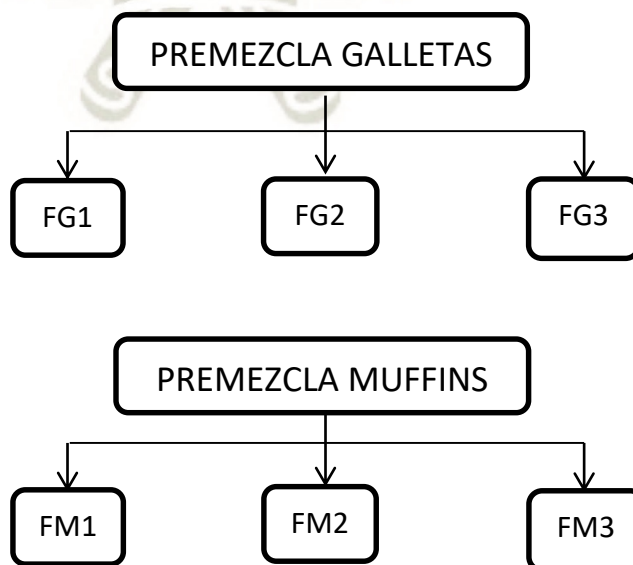 PREMEZCLA GALLETAS
FG1 FG2 FG3
PREMEZCLA MUFFINS
FM1 FM2 FM3